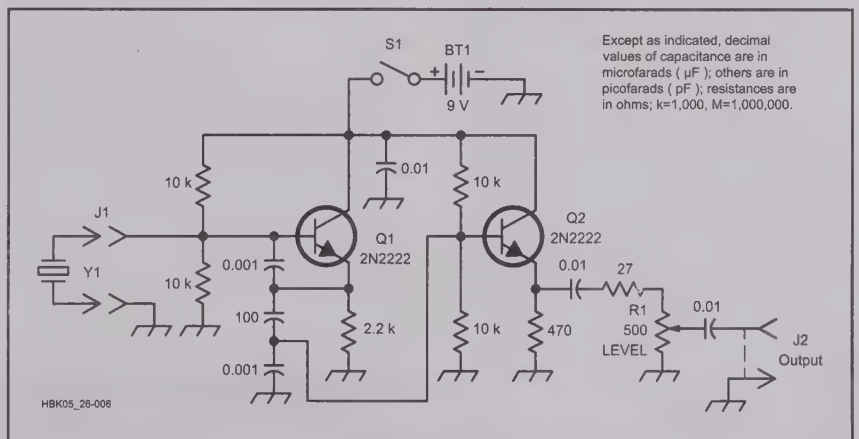 S1
BT1
+
−
9 V
Except as indicated, decimal
values of capacitance are in
microfarads ( µF ); others are in
picofarads ( pF ); resistances are
in ohms; k=1,000, M=1,000,000.
10 k
0.01
10 k
J1
Q1
2N2222
Q2
2N2222
Y1
0.001
10 k
0.01
27
100
2.2 k
10 k
470
R1
500
LEVEL
0.01
J2
Output
0.001
HBK05_26-006